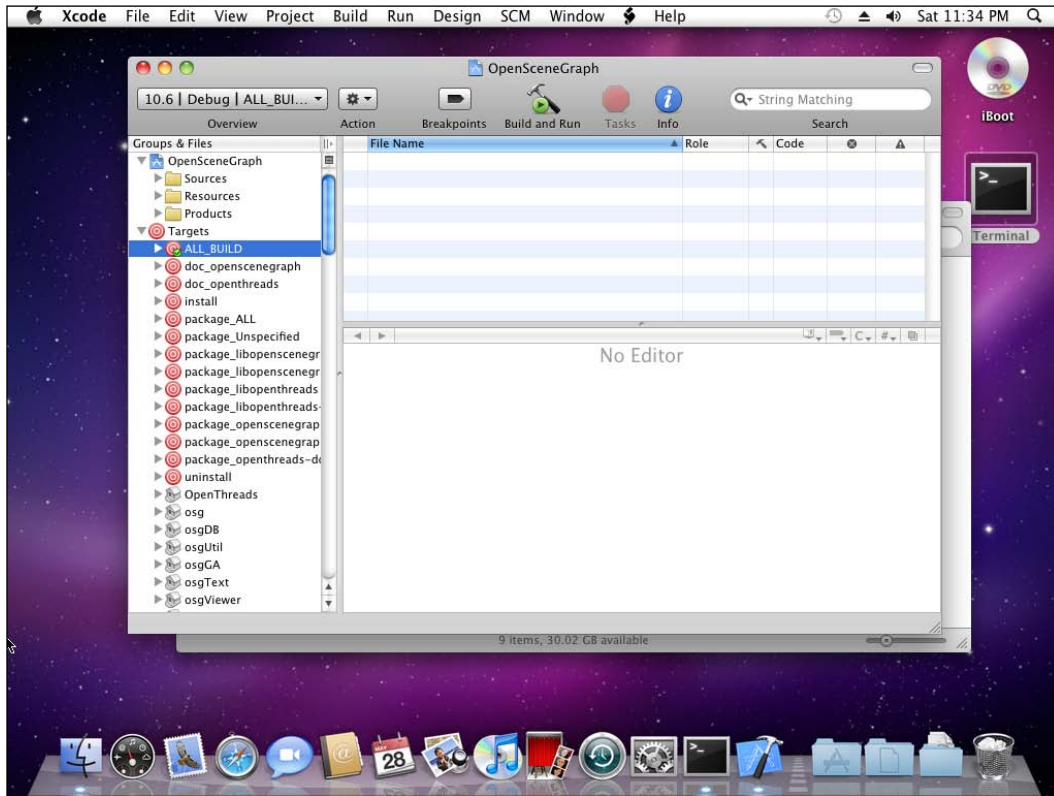 Xcode File Edit View Project Build Run Design SCM Window Help Sat 11:34 PM
OpenSceneGraph
10.6 | Debug | ALL_BUI...
String Matching
Overview Action Breakpoints Build and Run Tasks Info Search
DVD
iBoot
Groups & Files File Name Role Code
OpenSceneGraph
Sources
Resources
Products
Targets
ALL_BUILD
doc_openscenegraph
doc_openthreads
install
package_ALL
package_Unspecified
package_libopenscenegr
package_libopenscenegr
package_libopenthreads
package_libopenthreads-
package_openscenegrap
package_openscenegrap
package_openthreads-do
uninstall
OpenThreads
osg
osgDB
osgUtil
osgGA
osgText
osgViewer
C #
No Editor
>_
Terminal
9 items, 30.02 GB available
@
MAY
28
>_